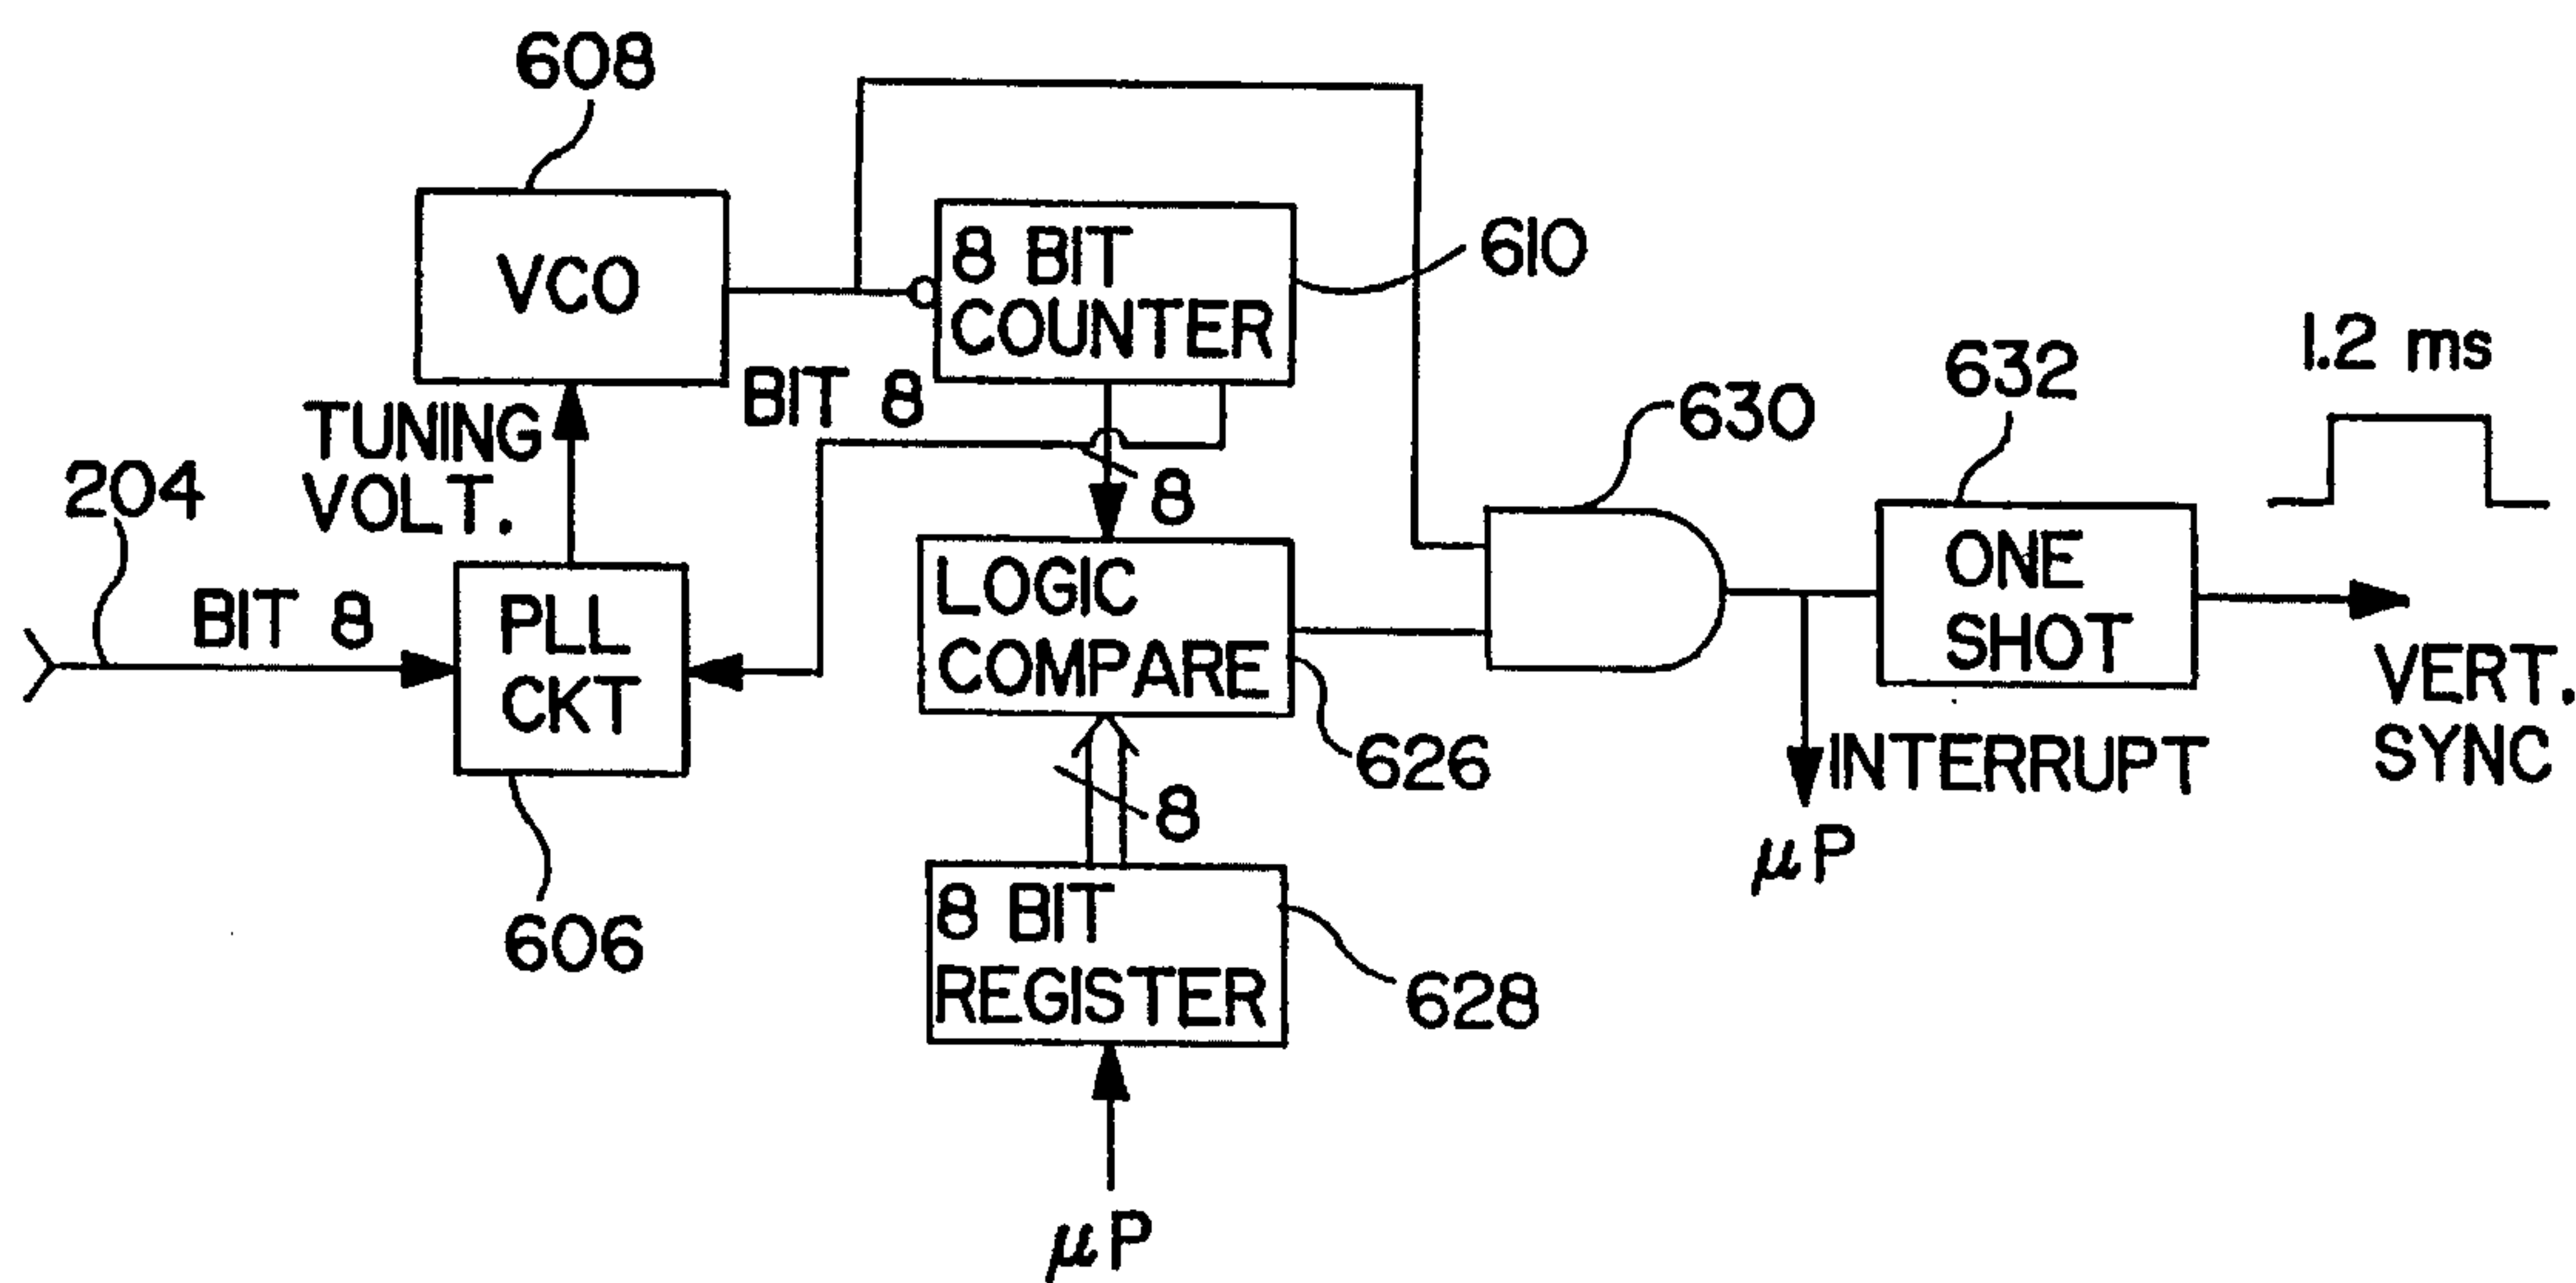 608
VCO
8 BIT
COUNTER
610
BIT 8
TUNING
VOLT.
204
BIT 8
PLL
CKT
606
8
LOGIC
COMPARE
626
8
8 BIT
REGISTER
628
μP
630
632
ONE
SHOT
1.2 ms
VERT.
SYNC
INTERRUPT
μP